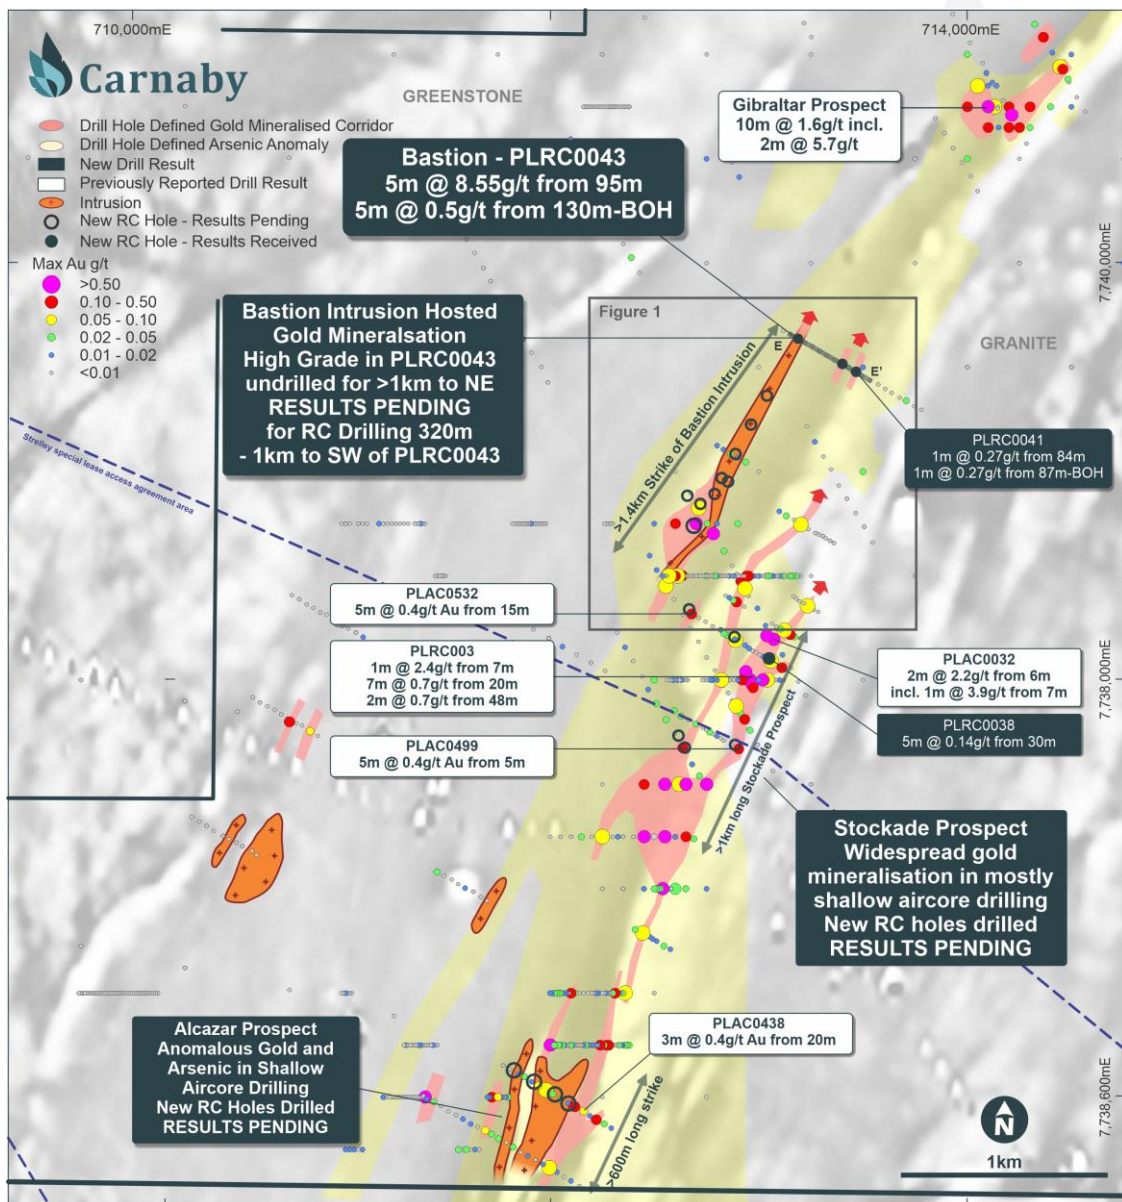 710,000mE
714,000mE
Carnaby
GREENSTONE
Drill Hole Defined Gold Mineralised Corridor
Drill Hole Defined Arsenic Anomaly
New Drill Result
Previously Reported Drill Result
Intrusion
New RC Hole - Results Pending
New RC Hole - Results Received
Max Au g/t
>0.50
0.10 - 0.50
0.05 - 0.10
0.02 - 0.05
0.01 - 0.02
<0.01
Gibraltar Prospect
10m @ 1.6g/t incl.
2m @ 5.7g/t
Bastion - PLRC0043
5m @ 8.55g/t from 95m
5m @ 0.5g/t from 130m-BOH
7,740,000mE
Bastion Intrusion Hosted
Gold Mineralsation
High Grade in PLRC0043
undrilled for >1km to NE
RESULTS PENDING
for RC Drilling 320m
- 1km to SW of PLRC0043
Figure 1
E
E'
GRANITE
>1.4km Strike of Bastion Intrusion
PLRC0041
1m @ 0.27g/t from 84m
1m @ 0.27g/t from 87m-BOH
Strelley special lease access agreement area
PLAC0532
5m @ 0.4g/t Au from 15m
PLRC003
1m @ 2.4g/t from 7m
7m @ 0.7g/t from 20m
2m @ 0.7g/t from 48m
PLAC0032
2m @ 2.2g/t from 6m
incl. 1m @ 3.9g/t from 7m
7,738,000mE
PLRC0038
5m @ 0.14g/t from 30m
PLAC0499
5m @ 0.4g/t Au from 5m
>1km long Stockade Prospect
Stockade Prospect
Widespread gold
mineralisation in mostly
shallow aircore drilling
New RC holes drilled
RESULTS PENDING
Alcazar Prospect
Anomalous Gold and
Arsenic in Shallow
Aircore Drilling
New RC Holes Drilled
RESULTS PENDING
PLAC0438
3m @ 0.4g/t Au from 20m
>600m long strike
7,738,600mE
N
1km